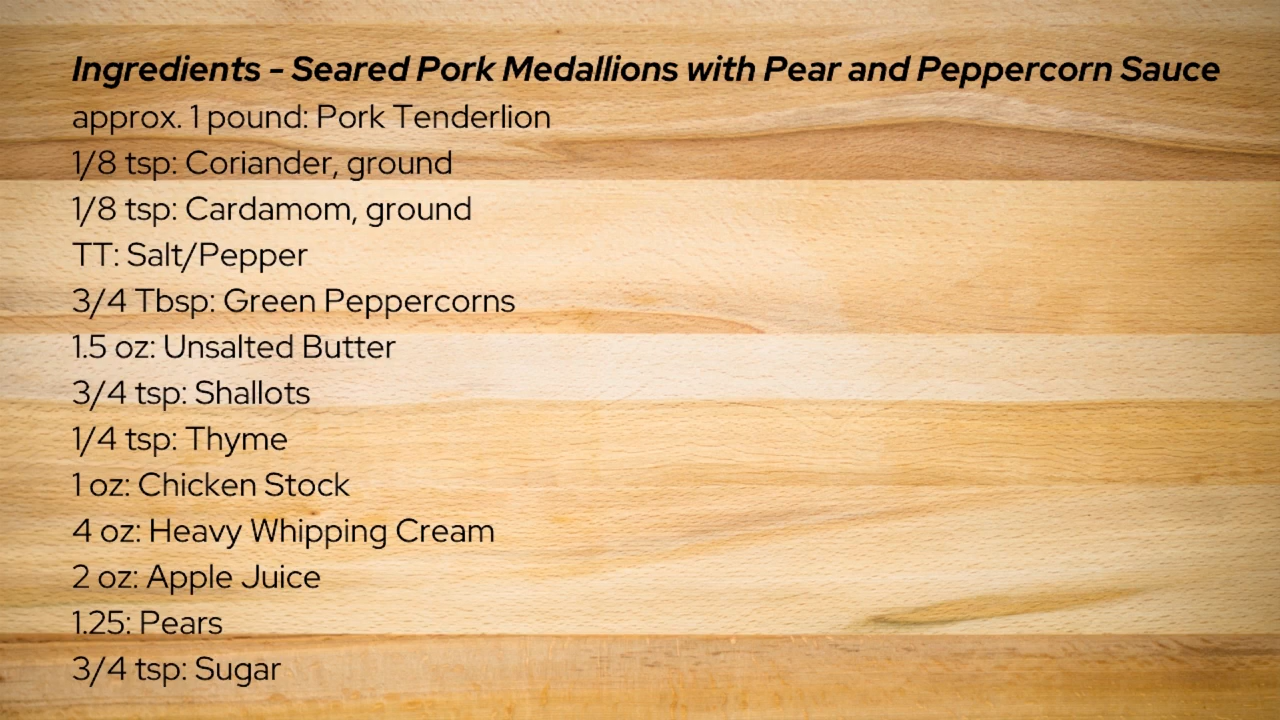 Ingredients - Seared Pork Medallions with Pear and Peppercorn Sauce
approx. 1 pound: Pork Tenderlion
1/8 tsp: Coriander, ground
1/8 tsp: Cardamom, ground
TT: Salt/Pepper
3/4 Tbsp: Green Peppercorns
1.5 oz: Unsalted Butter
3/4 tsp: Shallots
1/4 tsp: Thyme
1 oz: Chicken Stock
4 oz: Heavy Whipping Cream
2 oz: Apple Juice
1.25: Pears
3/4 tsp: Sugar